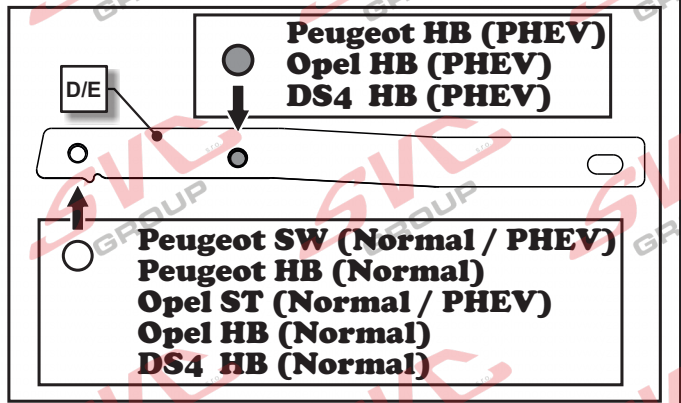 Peugeot HB (PHEV)
Opel HB (PHEV)
DS4 HB (PHEV)
D/E
Peugeot SW (Normal / PHEV)
Peugeot HB (Normal)
Opel ST (Normal / PHEV)
Opel HB (Normal)
DS4 HB (Normal)
SVC
GROUP
s.r.o.